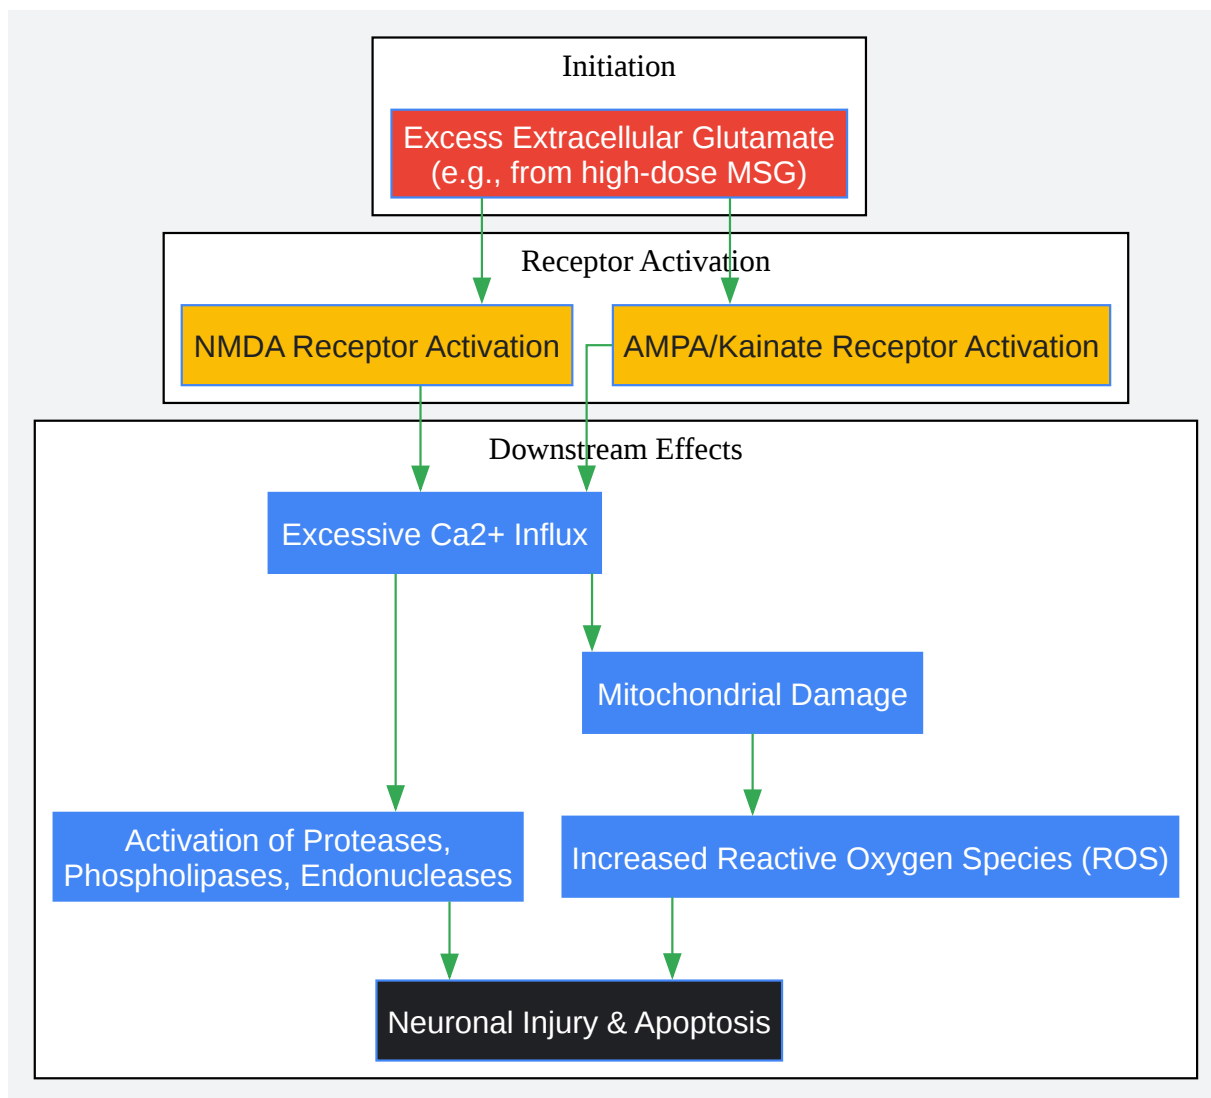 Initiation
Excess Extracellular Glutamate
(e.g., from high-dose MSG)
Receptor Activation
NMDA Receptor Activation
AMPA/Kainate Receptor Activation
Downstream Effects
Excessive Ca2+ Influx
Mitochondrial Damage
Activation of Proteases,
Phospholipases, Endonucleases
Increased Reactive Oxygen Species (ROS)
Neuronal Injury & Apoptosis